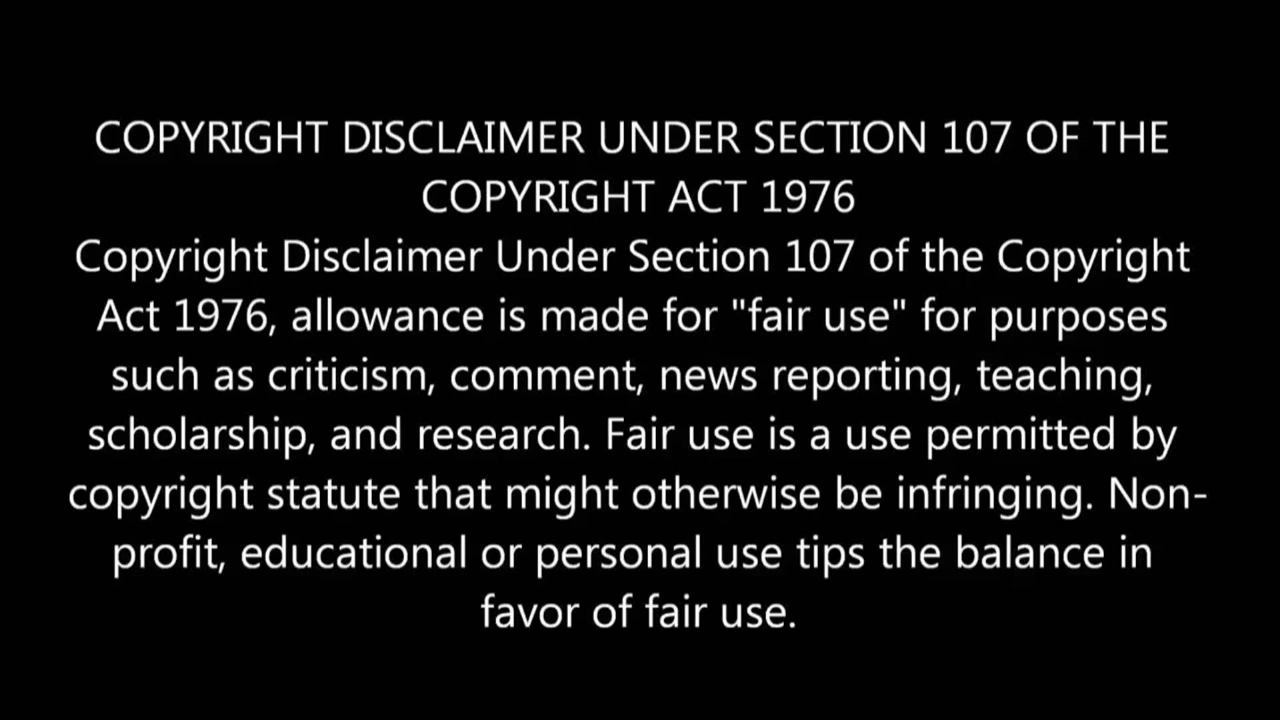 COPYRIGHT DISCLAIMER UNDER SECTION 107 OF THE
COPYRIGHT ACT 1976
Copyright Disclaimer Under Section 107 of the Copyright
Act 1976, allowance is made for "fair use" for purposes
such as criticism, comment, news reporting, teaching,
scholarship, and research. Fair use is a use permitted by
copyright statute that might otherwise be infringing. Non-
profit, educational or personal use tips the balance in
favor of fair use.